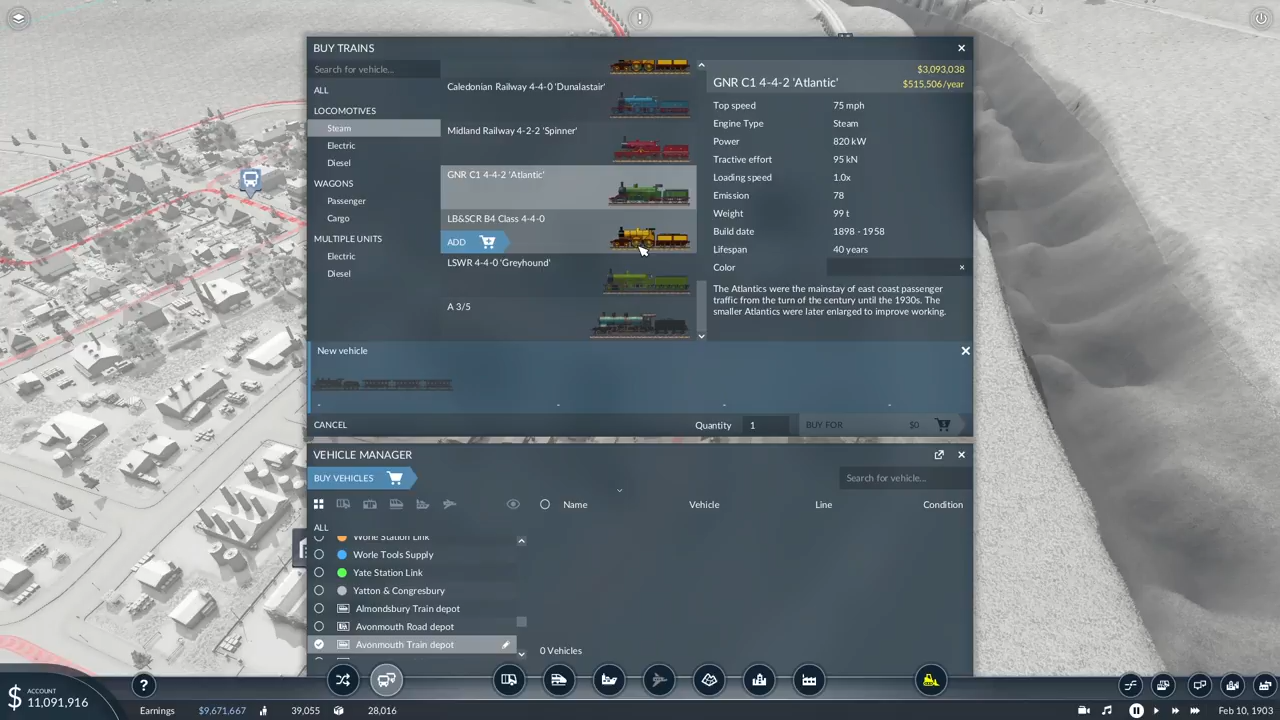 BUY TRAINS
Search for vehicle...
ALL
LOCOMOTIVES
Steam
Electric
Diesel
WAGONS
Passenger
Cargo
MULTIPLE UNITS
Electric
Diesel
Caledonian Railway 4-4-0 'Dunalastair'
Midland Railway 4-2-2 'Spinner'
GNR C1 4-4-2 'Atlantic'
LB&SCR B4 Class 4-4-0
ADD
LSWR 4-4-0 'Greyhound'
A 3/5
GNR C1 4-4-2 'Atlantic'
$3,093,038
$515,506/year
Top speed 75 mph
Engine Type Steam
Power 820 kW
Tractive effort 95 kN
Loading speed 1.0x
Emission 78
Weight 99 t
Build date 1898 - 1958
Lifespan 40 years
Color
The Atlantics were the mainstay of east coast passenger
traffic from the turn of the century until the 1930s. The
smaller Atlantics were later enlarged to improve working.
New vehicle
- - - -
CANCEL
Quantity 1
BUY FOR $0
VEHICLE MANAGER
BUY VEHICLES
Search for vehicle...
Name Vehicle Line Condition
ALL
Worle Station Link
Worle Tools Supply
Yate Station Link
Yatton & Congresbury
Almondsbury Train depot
Avonmouth Road depot
Avonmouth Train depot
0 Vehicles
$ ACCOUNT
11,091,916
?
Earnings $9,671,667 39,055 28,016
Feb 10, 1903